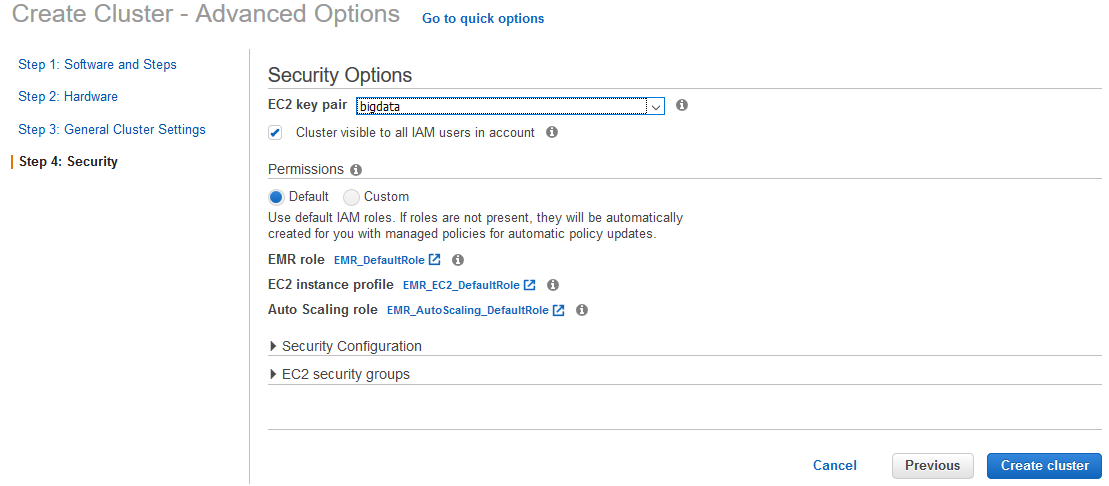 Create Cluster - Advanced Options Go to quick options
Step 1: Software and Steps
Step 2: Hardware
Step 3: General Cluster Settings
Step 4: Security
Security Options
EC2 key pair bigdata
Cluster visible to all IAM users in account
Permissions
Default Custom
Use default IAM roles. If roles are not present, they will be automatically
created for you with managed policies for automatic policy updates.
EMR role EMR_DefaultRole
EC2 instance profile EMR_EC2_DefaultRole
Auto Scaling role EMR_AutoScaling_DefaultRole
Security Configuration
EC2 security groups
Cancel Previous Create cluster